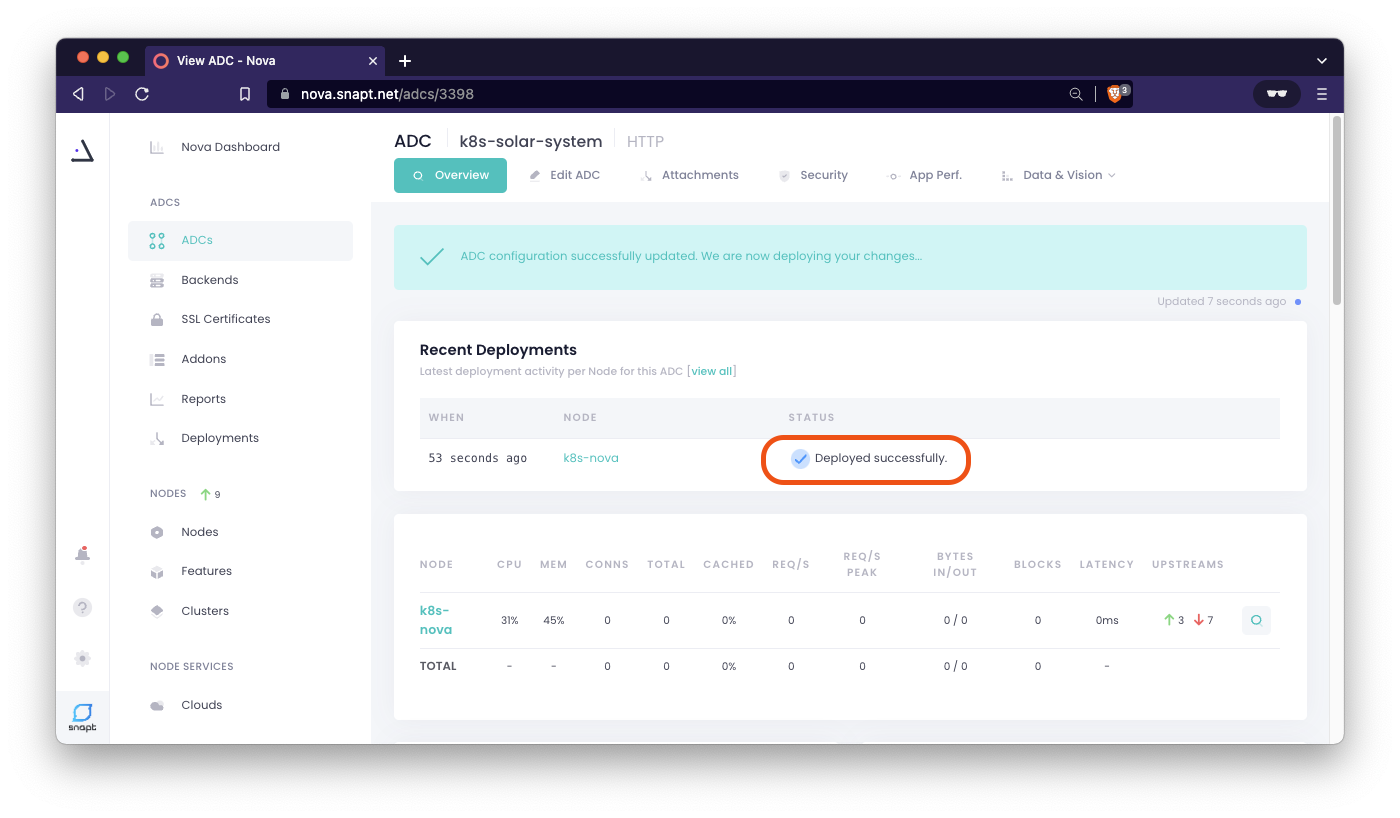 View ADC - Nova
nova.snapt.net/adcs/3398
3
Nova Dashboard
ADCS
ADCs
Backends
SSL Certificates
Addons
Reports
Deployments
NODES 9
Nodes
Features
Clusters
NODE SERVICES
Clouds
snapt
ADC k8s-solar-system HTTP
Overview Edit ADC Attachments Security App Perf. Data & Vision
ADC configuration successfully updated. We are now deploying your changes...
Updated 7 seconds ago
Recent Deployments
Latest deployment activity per Node for this ADC [view all]
WHEN NODE STATUS
53 seconds ago k8s-nova Deployed successfully.
NODE CPU MEM CONNS TOTAL CACHED REQ/S REQ/S PEAK BYTES IN/OUT BLOCKS LATENCY UPSTREAMS
k8s-nova 31% 45% 0 0 0% 0 0 0 / 0 0 0ms 3 7
TOTAL - - 0 0 0% 0 0 0 / 0 0 -